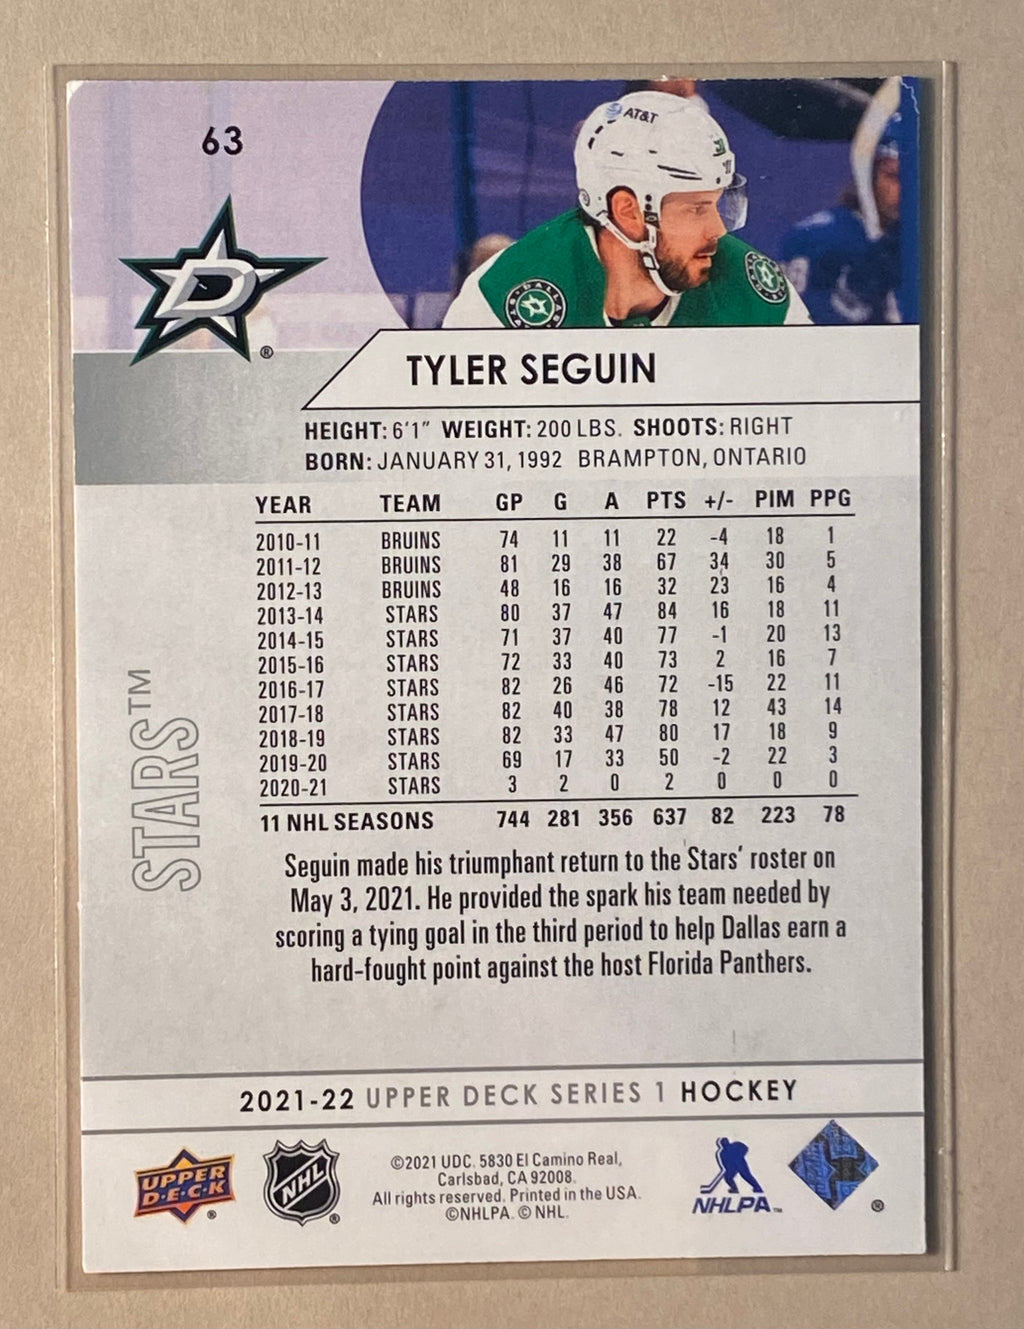 63
AT&T
DALLAS
STARS
D
®
TYLER SEGUIN
HEIGHT: 6'1" WEIGHT: 200 LBS. SHOOTS: RIGHT
BORN: JANUARY 31, 1992 BRAMPTON, ONTARIO
YEAR TEAM GP G A PTS +/- PIM PPG
2010-11 BRUINS 74 11 11 22 -4 18 1
2011-12 BRUINS 81 29 38 67 34 30 5
2012-13 BRUINS 48 16 16 32 23 16 4
2013-14 STARS 80 37 47 84 16 18 11
2014-15 STARS 71 37 40 77 -1 20 13
2015-16 STARS 72 33 40 73 2 16 7
2016-17 STARS 82 26 46 72 -15 22 11
2017-18 STARS 82 40 38 78 12 43 14
2018-19 STARS 82 33 47 80 17 18 9
2019-20 STARS 69 17 33 50 -2 22 3
2020-21 STARS 3 2 0 2 0 0 0
11 NHL SEASONS 744 281 356 637 82 223 78
STARS™
Seguin made his triumphant return to the Stars' roster on
May 3, 2021. He provided the spark his team needed by
scoring a tying goal in the third period to help Dallas earn a
hard-fought point against the host Florida Panthers.
2021-22 UPPER DECK SERIES 1 HOCKEY
UPPER
D•E•C•K
®
NHL
®
©2021 UDC. 5830 El Camino Real,
Carlsbad, CA 92008.
All rights reserved. Printed in the USA.
©NHLPA. © NHL.
NHLPA™
®